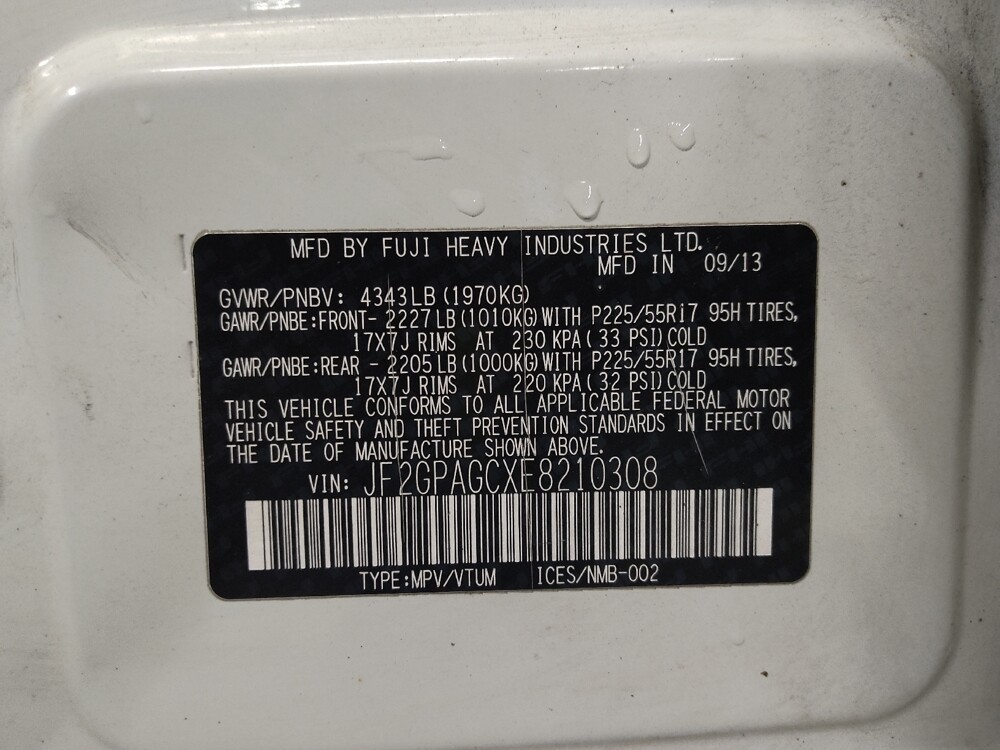 MFD BY FUJI HEAVY INDUSTRIES LTD.
MFD IN 09/13
GVWR/PNBV: 4343LB (1970KG)
GAWR/PNBE:FRONT- 2227LB (1010KG) WITH P225/55R17 95H TIRES,
17X7J RIMS AT 230 KPA( 33 PSI)COLD
GAWR/PNBE:REAR - 2205LB (1000KG) WITH P225/55R17 95H TIRES,
17X7J RIMS AT 220 KPA( 32 PSI)COLD
THIS VEHICLE CONFORMS TO ALL APPLICABLE FEDERAL MOTOR
VEHICLE SAFETY AND THEFT PREVENTION STANDARDS IN EFFECT ON
THE DATE OF MANUFACTURE SHOWN ABOVE.
VIN: JF2GPAGCXE8210308
TYPE:MPV/VTUM ICES/NMB-002